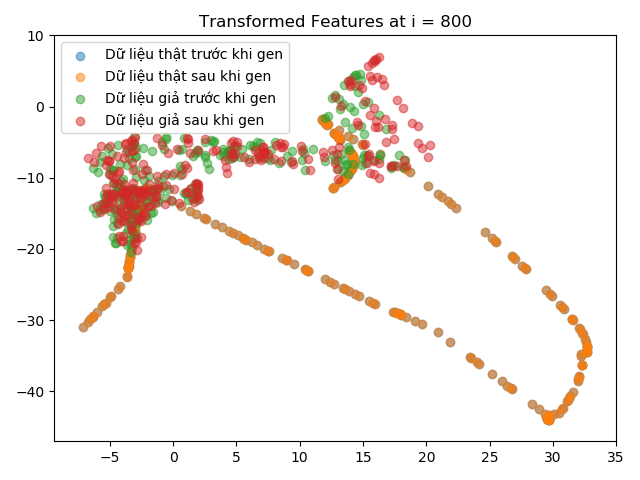 Transformed Features at i = 800
10
0
−10
−20
−30
−40
Dữ liệu thật trước khi gen
Dữ liệu thật sau khi gen
Dữ liệu giả trước khi gen
Dữ liệu giả sau khi gen
−5 0 5 10 15 20 25 30 35